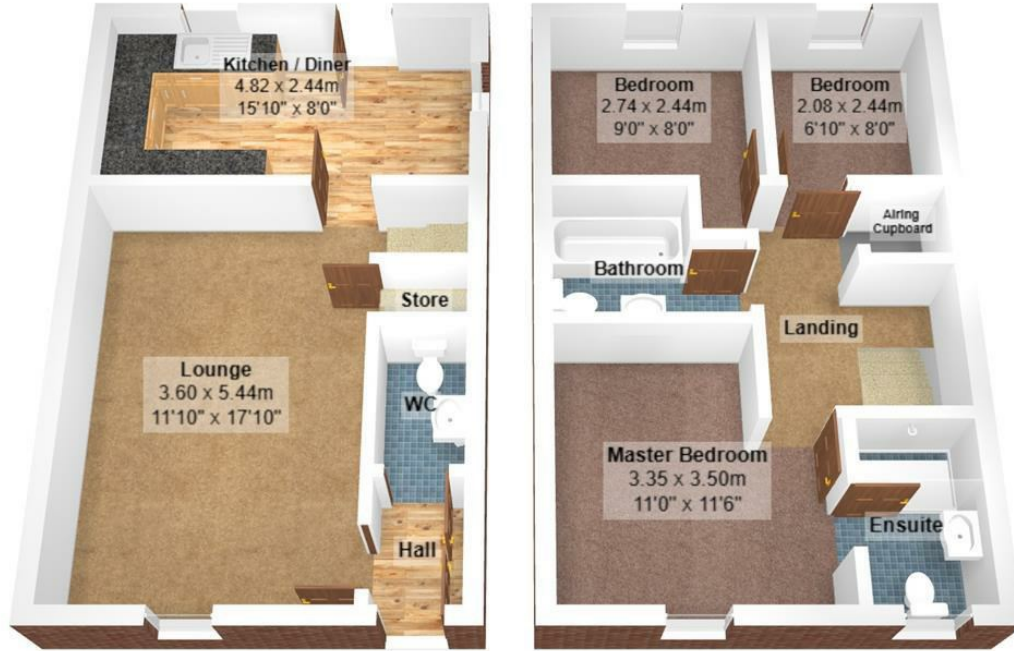 Kitchen / Diner
4.82 x 2.44m
15'10" x 8'0"
Lounge
3.60 x 5.44m
11'10" x 17'10"
Store
WC
Hall
Bedroom
2.74 x 2.44m
9'0" x 8'0"
Bedroom
2.08 x 2.44m
6'10" x 8'0"
Airing
Cupboard
Bathroom
Landing
Master Bedroom
3.35 x 3.50m
11'0" x 11'6"
Ensuite